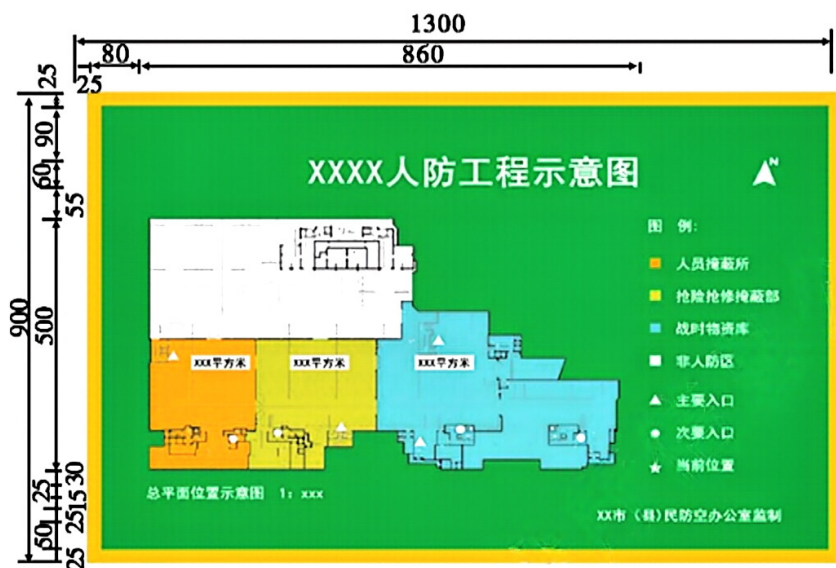 1300
80
860
25
25
90
60
55
900
500
30
25
15
25
50
25
XXXX人防工程示意图
N
图 例:
人员掩蔽所
抢险抢修掩蔽部
战时物资库
非人防区
主要入口
次要入口
当前位置
XXX平方米
XXX平方米
XXX平方米
总平面位置示意图 1: xxx
XX市（县)民防空办公室监制